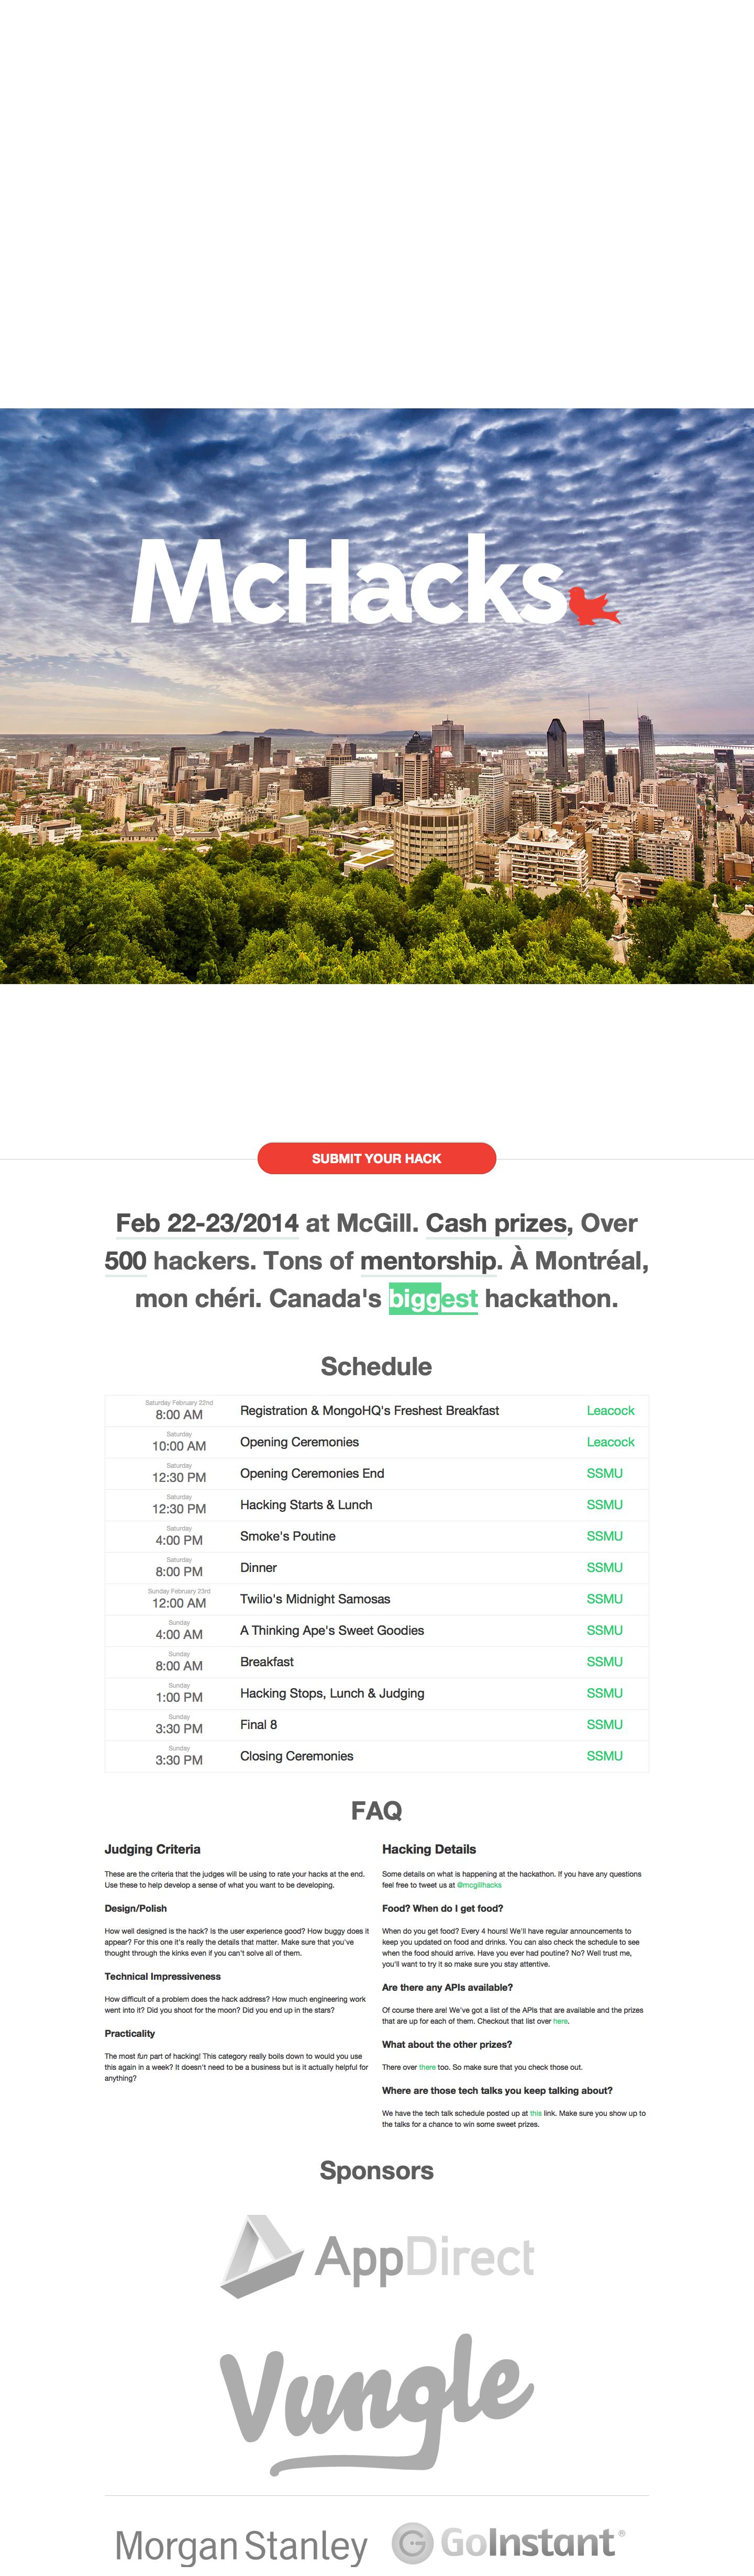 McHacks
SUBMIT YOUR HACK
Feb 22-23/2014 at McGill. Cash prizes, Over
500 hackers. Tons of mentorship. À Montréal,
mon chéri. Canada's biggest hackathon.
Schedule
Saturday February 22nd
8:00 AM
Registration & MongoHQ's Freshest Breakfast
Leacock
Saturday
10:00 AM
Opening Ceremonies
Leacock
Saturday
12:30 PM
Opening Ceremonies End
SSMU
Saturday
12:30 PM
Hacking Starts & Lunch
SSMU
Saturday
4:00 PM
Smoke's Poutine
SSMU
Saturday
8:00 PM
Dinner
SSMU
Sunday February 23rd
12:00 AM
Twilio's Midnight Samosas
SSMU
Sunday
4:00 AM
A Thinking Ape's Sweet Goodies
SSMU
Sunday
8:00 AM
Breakfast
SSMU
Sunday
1:00 PM
Hacking Stops, Lunch & Judging
SSMU
Sunday
3:30 PM
Final 8
SSMU
Sunday
3:30 PM
Closing Ceremonies
SSMU
FAQ
Judging Criteria
These are the criteria that the judges will be using to rate your hacks at the end.
Use these to help develop a sense of what you want to be developing.
Design/Polish
How well designed is the hack? Is the user experience good? How buggy does it
appear? For this one it's really the details that matter. Make sure that you've
thought through the kinks even if you can't solve all of them.
Technical Impressiveness
How difficult of a problem does the hack address? How much engineering work
went into it? Did you shoot for the moon? Did you end up in the stars?
Practicality
The most fun part of hacking! This category really boils down to would you use
this again in a week? It doesn't need to be a business but is it actually helpful for
anything?
Hacking Details
Some details on what is happening at the hackathon. If you have any questions
feel free to tweet us at @mcgillhacks
Food? When do I get food?
When do you get food? Every 4 hours! We'll have regular announcements to
keep you updated on food and drinks. You can also check the schedule to see
when the food should arrive. Have you ever had poutine? No? Well trust me,
you'll want to try it so make sure you stay attentive.
Are there any APIs available?
Of course there are! We've got a list of the APIs that are available and the prizes
that are up for each of them. Checkout that list over here.
What about the other prizes?
There over there too. So make sure that you check those out.
Where are those tech talks you keep talking about?
We have the tech talk schedule posted up at this link. Make sure you show up to
the talks for a chance to win some sweet prizes.
Sponsors
AppDirect
Vungle
Morgan Stanley
GoInstant®